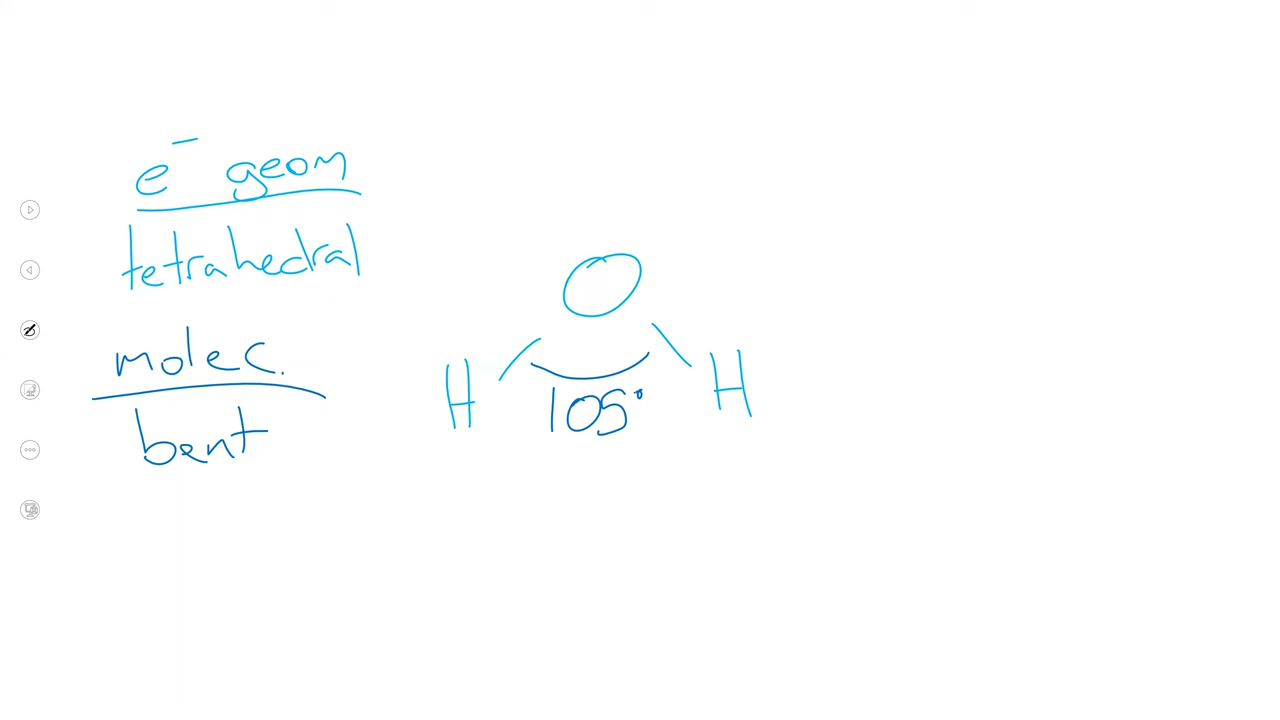 e⁻ geom
tetrahedral
molec.
bent
O
H H
105°